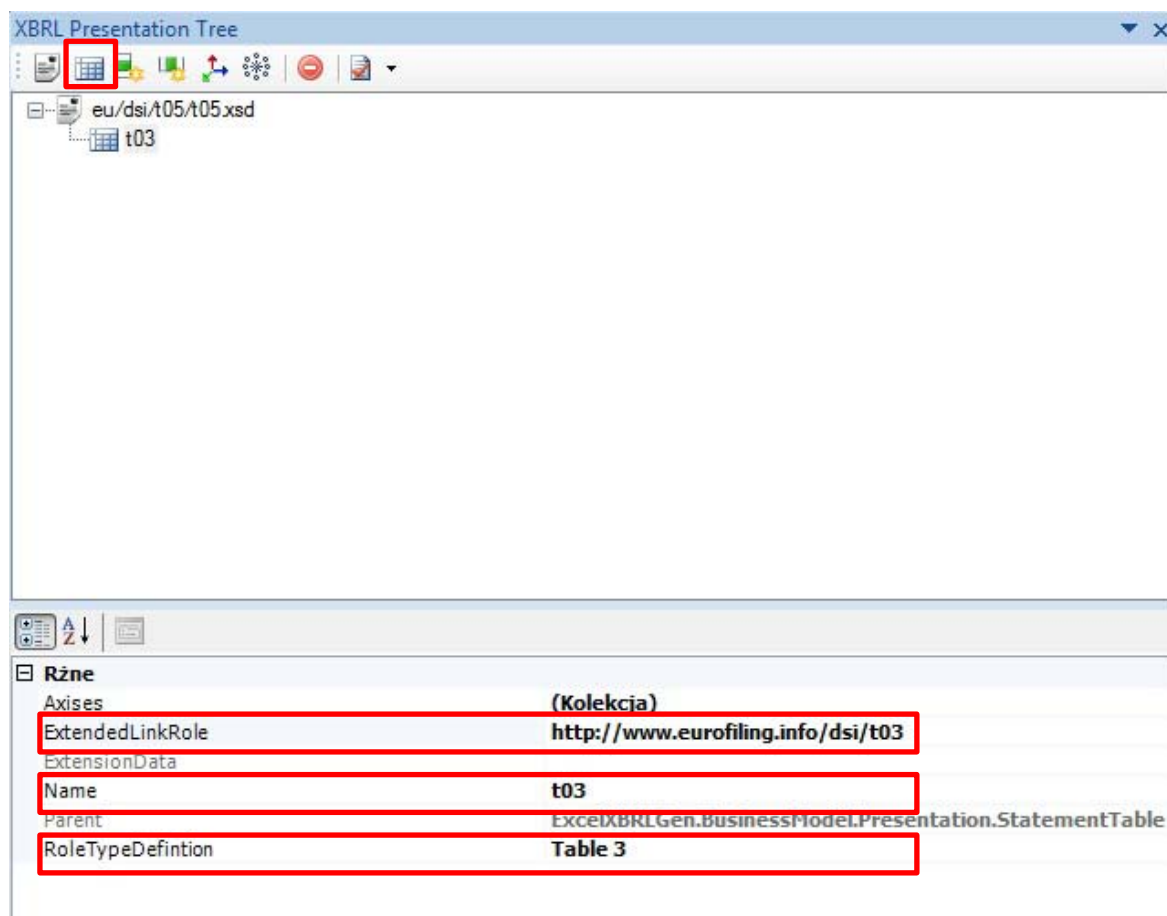 XBRL Presentation Tree
eu/dsi/t05/t05.xsd
t03
Rżne
Axises (Kolekcja)
ExtendedLinkRole http://www.eurofiling.info/dsi/t03
ExtensionData
Name t03
Parent ExcelXBRLGen.BusinessModel.Presentation.StatementTable
RoleTypeDefintion Table 3